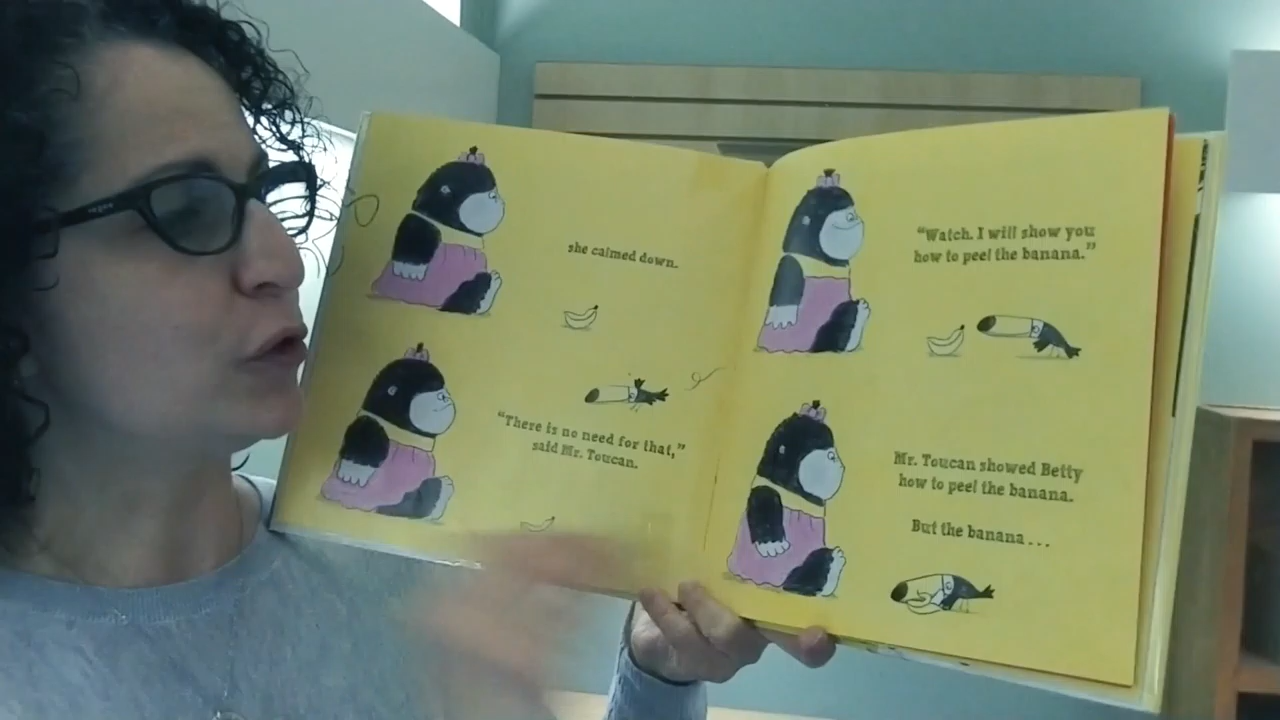 she calmed down.
"There is no need for that,"
said Mr. Toucan.
"Watch. I will show you
how to peel the banana."
Mr. Toucan showed Betty
how to peel the banana.
But the banana...